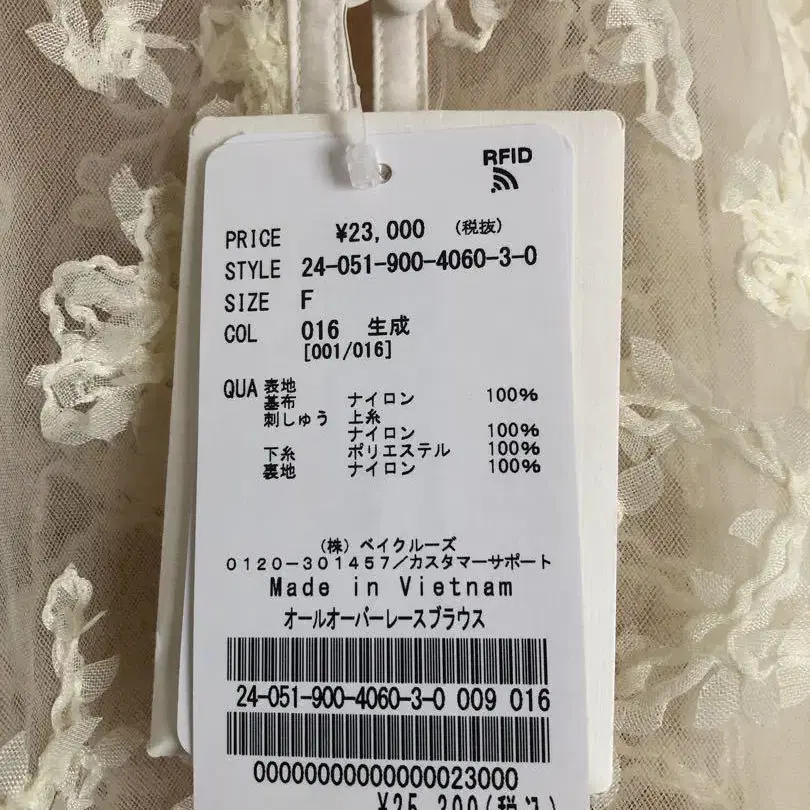 RFID
PRICE ¥23,000 (税抜)
STYLE 24-051-900-4060-3-0
SIZE F
COL 016 生成
[001/016]
QUA 表地
基布 ナイロン 100%
刺しゅう 上糸
ナイロン 100%
下糸 ポリエステル 100%
裏地 ナイロン 100%
(株) ベイクルーズ
0120-301457/カスタマーサポート
Made in Vietnam
オールオーバーレースブラウス
24-051-900-4060-3-0 009 016
00000000000000023000